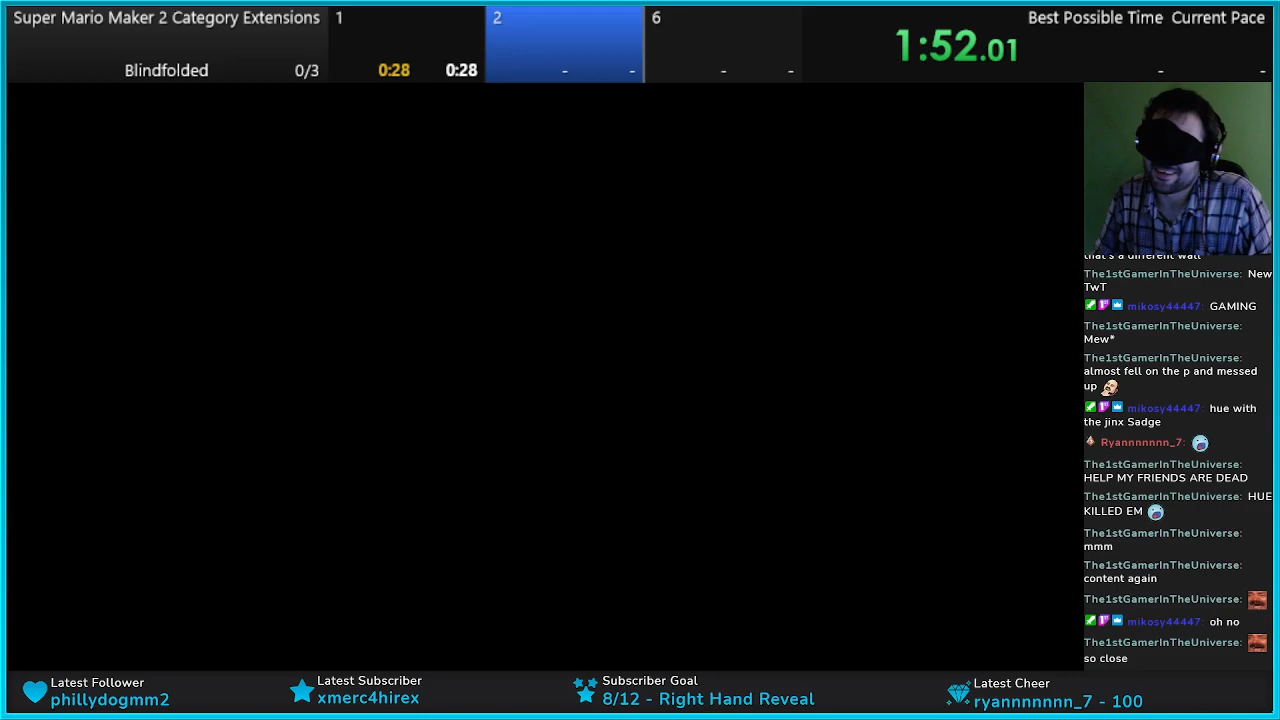 Super Mario Maker 2 Category Extensions
Blindfolded 0/3
1
0:28 0:28
2
- -
6
- -
1:52.01
Best Possible Time Current Pace
- -
that's a different wall
The1stGamerInTheUniverse: New
TwT
mikosy44447: GAMING
The1stGamerInTheUniverse:
Mew*
The1stGamerInTheUniverse:
almost fell on the p and messed
up
mikosy44447: hue with
the jinx Sadge
Ryannnnnnn_7:
The1stGamerInTheUniverse:
HELP MY FRIENDS ARE DEAD
The1stGamerInTheUniverse: HUE
KILLED EM
The1stGamerInTheUniverse:
mmm
The1stGamerInTheUniverse:
content again
The1stGamerInTheUniverse:
mikosy44447: oh no
The1stGamerInTheUniverse:
so close
Latest Follower
phillydogmm2
Latest Subscriber
xmerc4hirex
Subscriber Goal
8/12 - Right Hand Reveal
Latest Cheer
ryannnnnnn_7 - 100